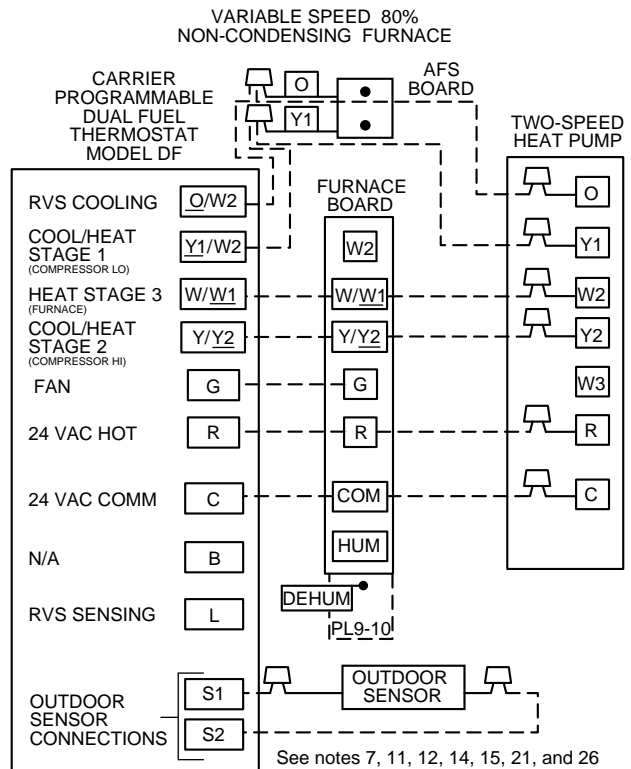 VARIABLE SPEED 80%
NON-CONDENSING FURNACE
CARRIER
PROGRAMMABLE
DUAL FUEL
THERMOSTAT
MODEL DF
O
Y1
AFS
BOARD
TWO-SPEED
HEAT PUMP
FURNACE
BOARD
RVS COOLING O/W2
COOL/HEAT
STAGE 1
(COMPRESSOR LO)
Y1/W2
HEAT STAGE 3
(FURNACE)
W/W1
COOL/HEAT
STAGE 2
(COMPRESSOR HI)
Y/Y2
FAN G
24 VAC HOT R
24 VAC COMM C
N/A B
RVS SENSING L
OUTDOOR
SENSOR
CONNECTIONS
S1
S2
W2
W/W1
Y/Y2
G
R
COM
HUM
DEHUM
PL9-10
O
Y1
W2
Y2
W3
R
C
OUTDOOR
SENSOR
See notes 7, 11, 12, 14, 15, 21, and 26